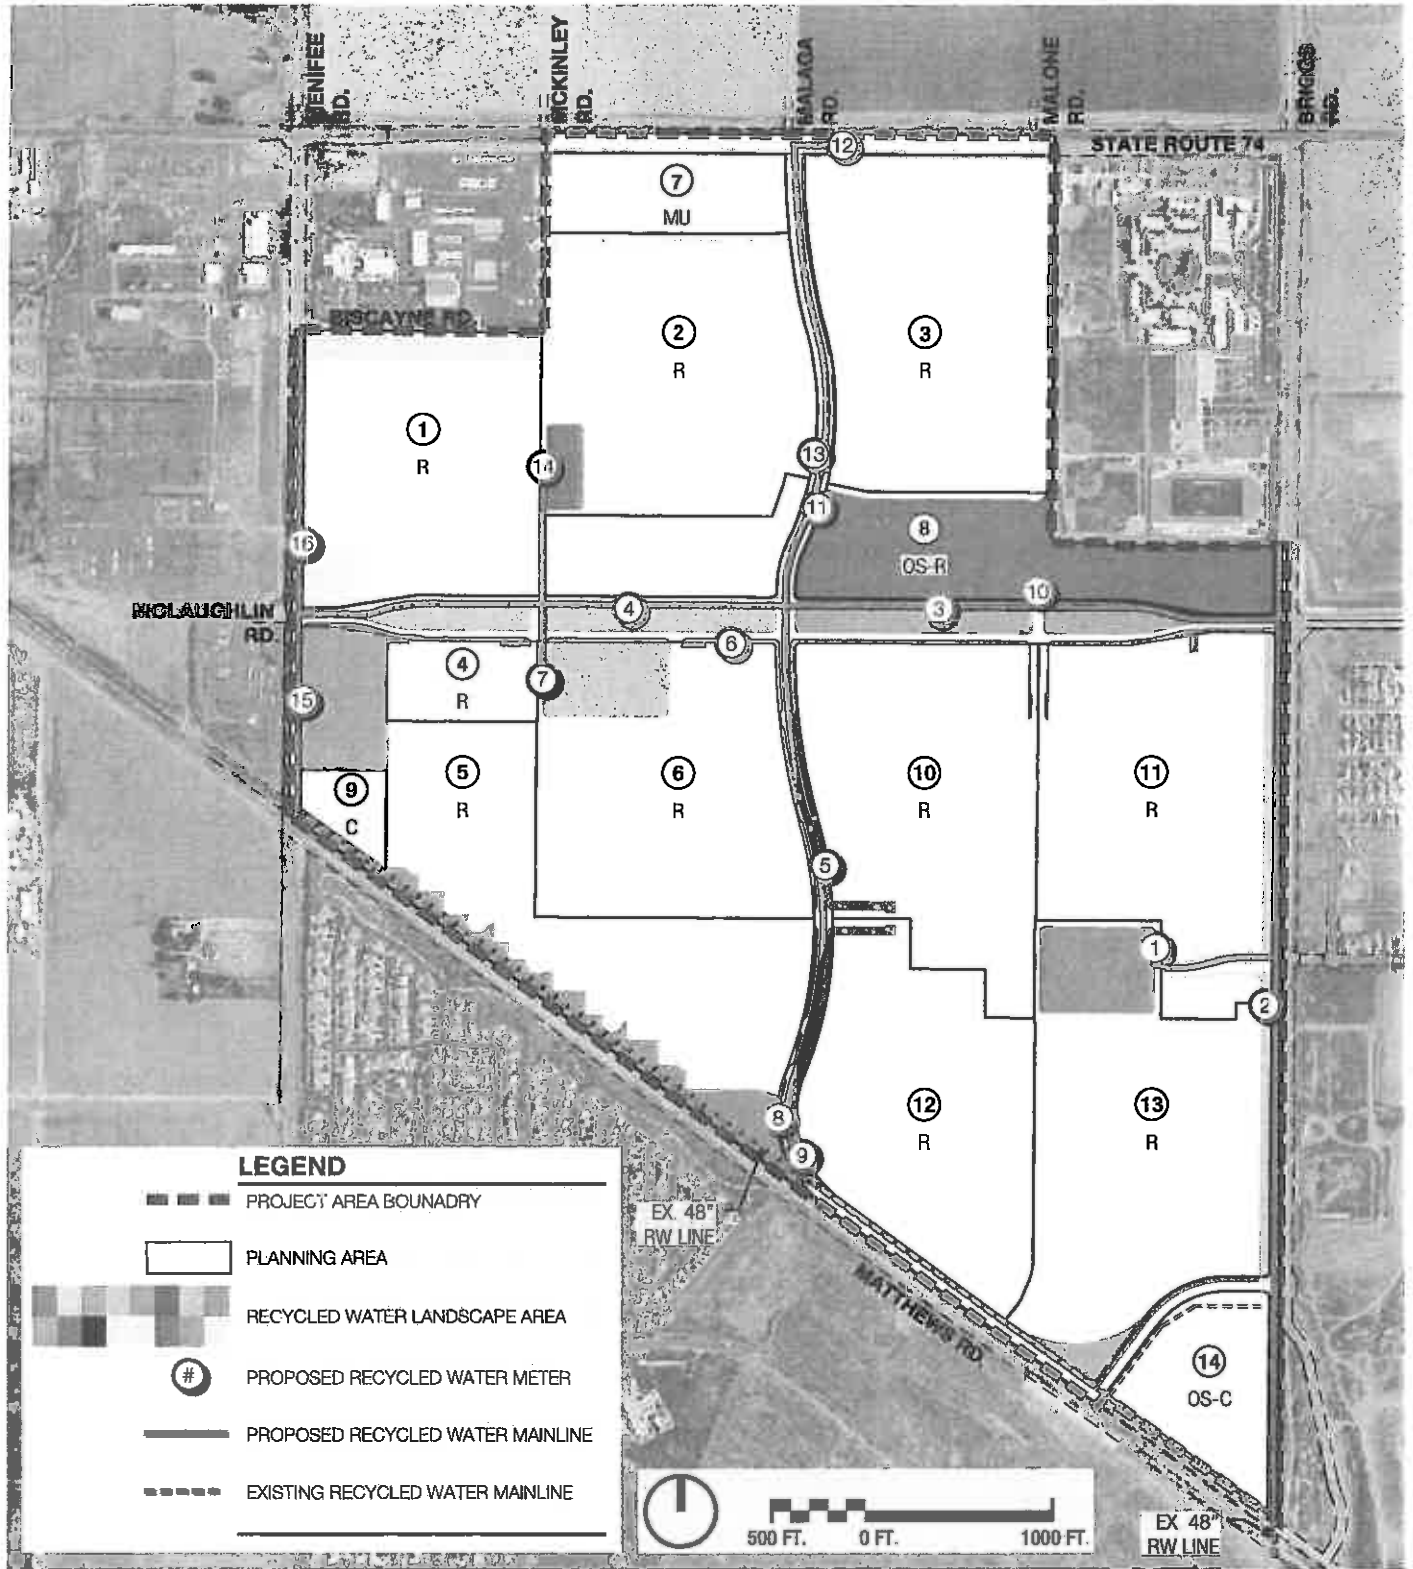 MENIFEE
RD.
MCKINLEY
RD.
MALAGA
RD.
MALONE
RD.
BRIGGS
RD.
STATE ROUTE 74
12
7
MU
BISCAYNE RD.
2
R
3
R
1
R
14
13
11
8
OS-R
16
MCLAUGHLIN
RD.
4
3
10
6
4
R
7
15
9
C
5
R
6
R
10
R
11
R
5
1
2
8
9
12
R
13
R
EX. 48"
RW LINE
MATTHEWS RD.
14
OS-C
EX 48"
RW LINE
LEGEND
PROJECT AREA BOUNADRY
PLANNING AREA
RECYCLED WATER LANDSCAPE AREA
# PROPOSED RECYCLED WATER METER
PROPOSED RECYCLED WATER MAINLINE
EXISTING RECYCLED WATER MAINLINE
500 FT. 0 FT. 1000 FT.